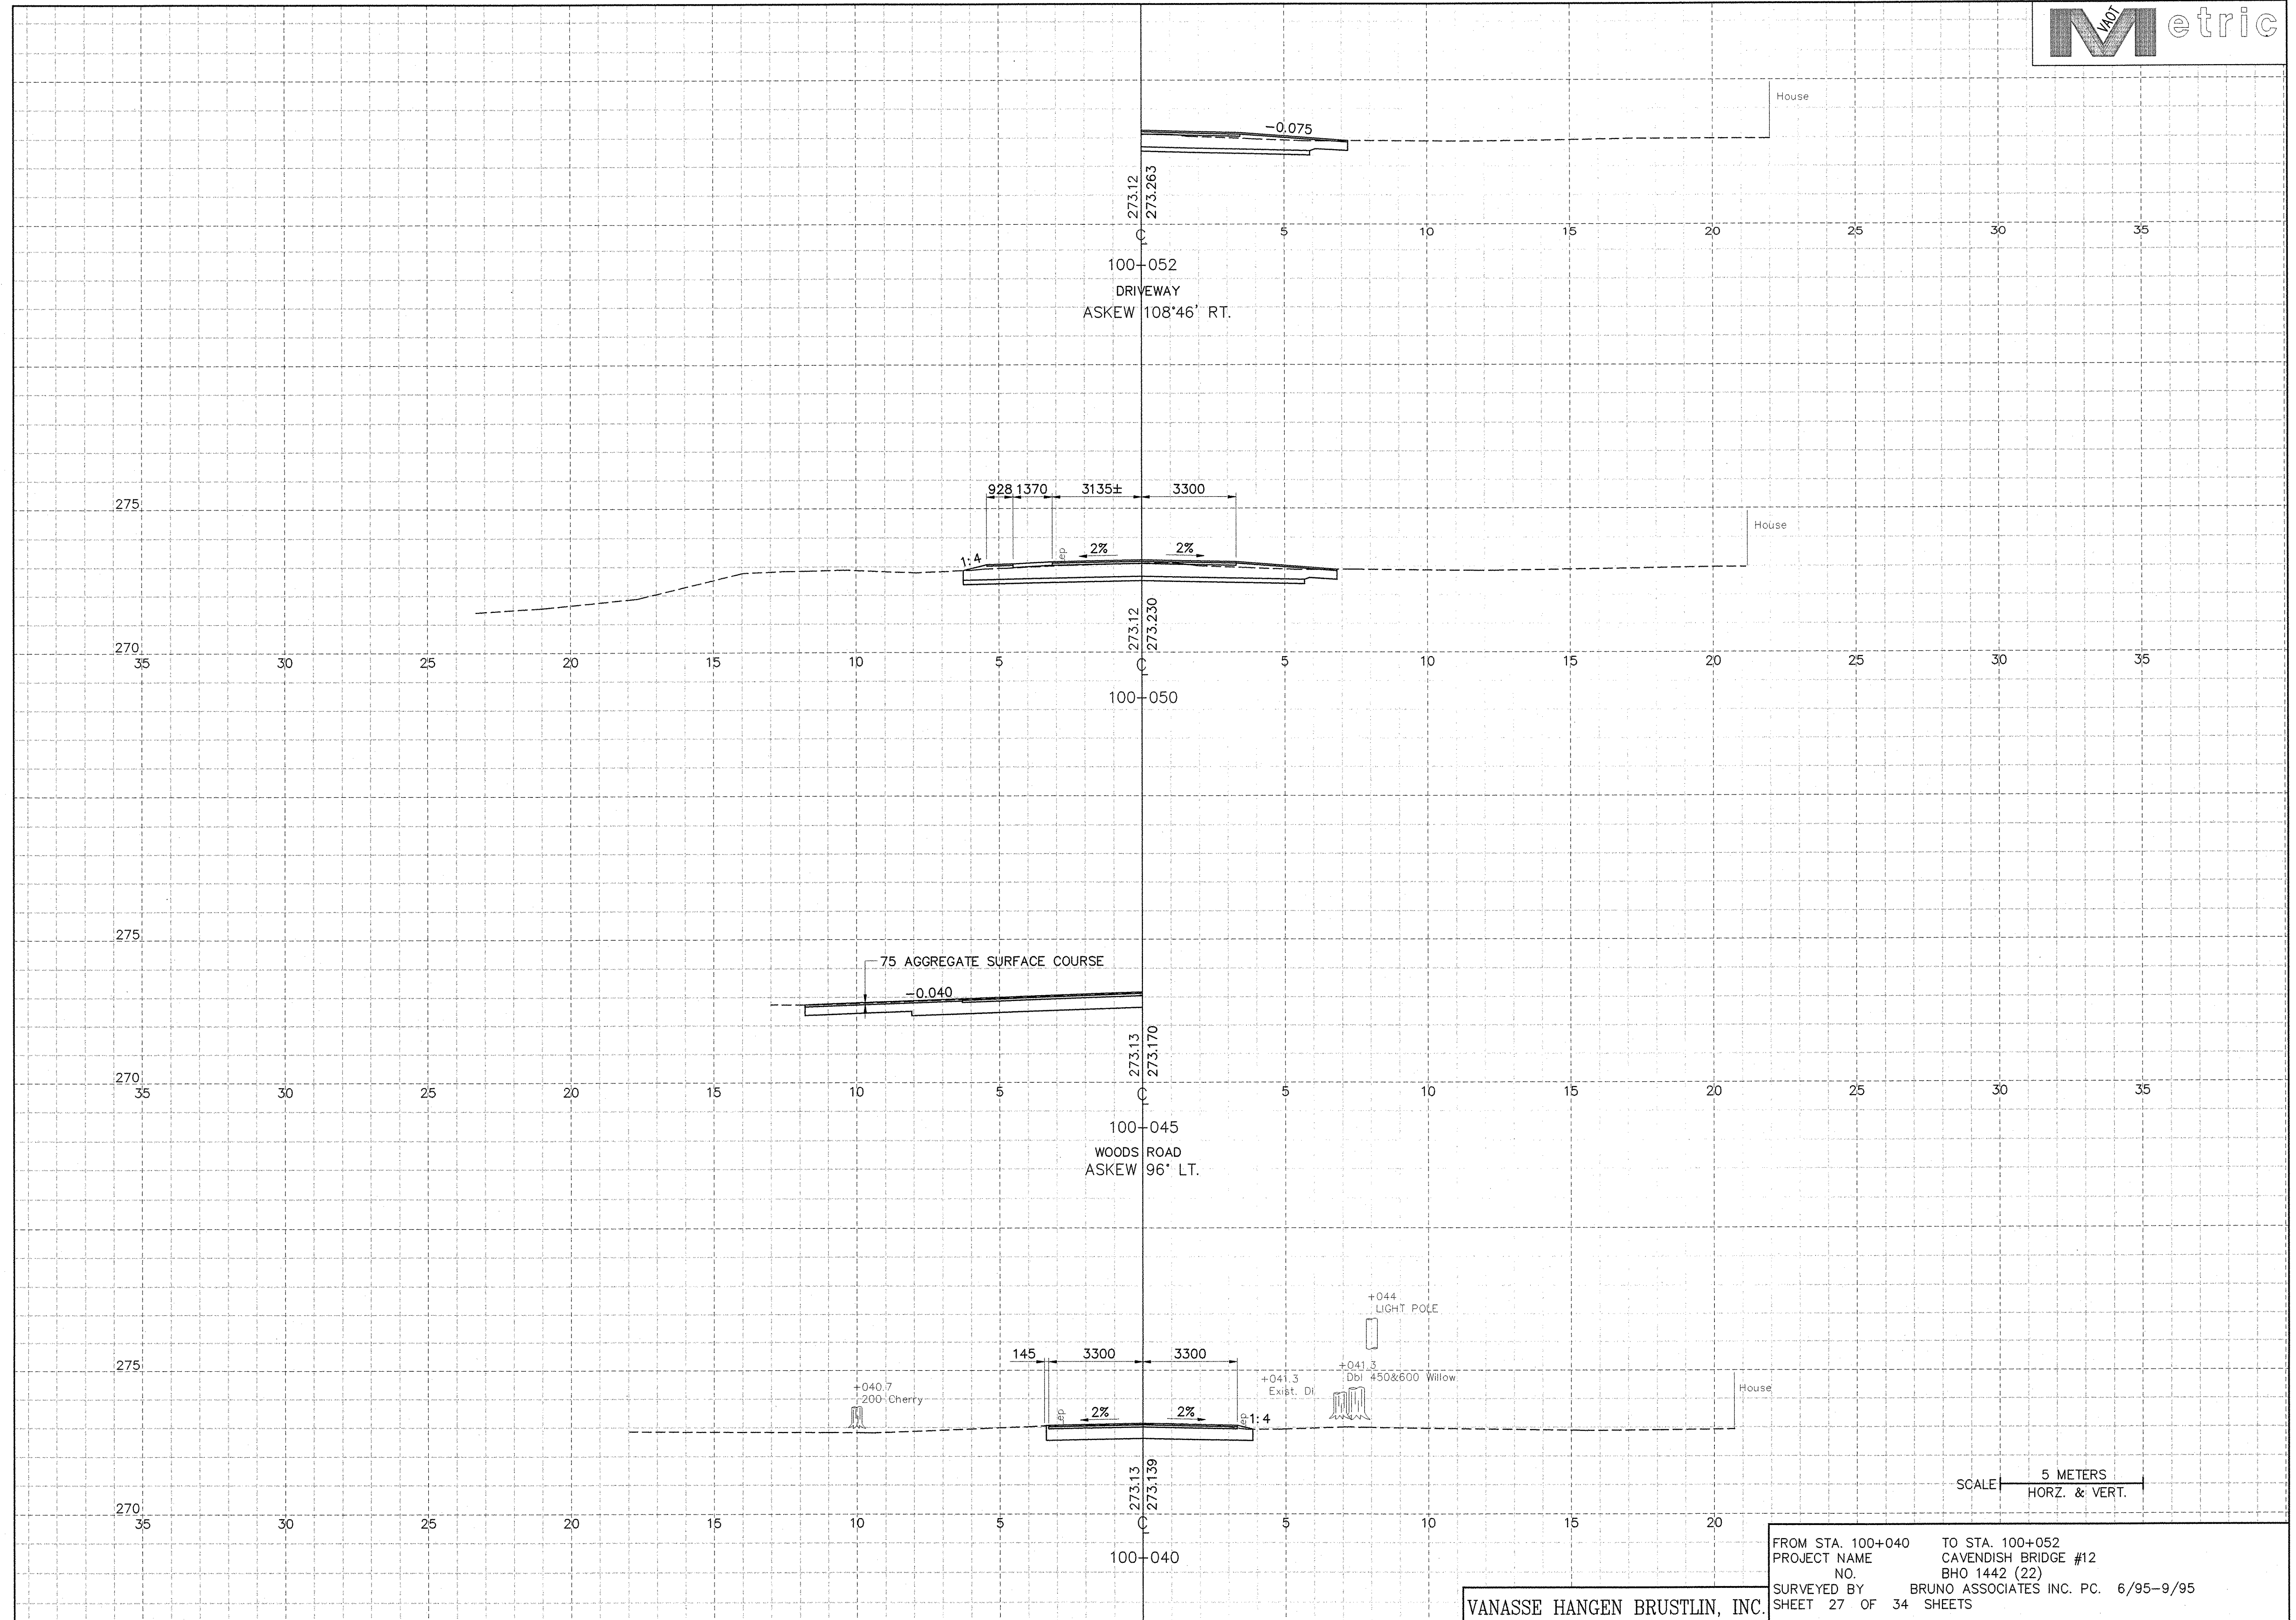 VAOT
Metric
House
-0.075
273.12
273.263
5 10 15 20 25 30 35
C
100+052
DRIVEWAY
ASKEW 108°46' RT.
928 1370 3135± 3300
275
House
1:4
ep
2% 2%
273.12
273.230
270
35 30 25 20 15 10 5 5 10 15 20 25 30 35
C
100+050
275
75 AGGREGATE SURFACE COURSE
-0.040
273.13
273.170
270
35 30 25 20 15 10 5 5 10 15 20 25 30 35
C
100+045
WOODS ROAD
ASKEW 96° LT.
+044
LIGHT POLE
275
145 3300 3300
+041.3
Dbl 450&600 Willow
+041.3
Exist. DI
+040.7
200 Cherry
House
ep
2% 2%
ep
1:4
273.13
273.139
SCALE 5 METERS
HORZ. & VERT.
270
35 30 25 20 15 10 5 5 10 15 20
C
100+040
FROM STA. 100+040 TO STA. 100+052
PROJECT NAME CAVENDISH BRIDGE #12
NO. BHO 1442 (22)
SURVEYED BY BRUNO ASSOCIATES INC. PC. 6/95-9/95
SHEET 27 OF 34 SHEETS
VANASSE HANGEN BRUSTLIN, INC.